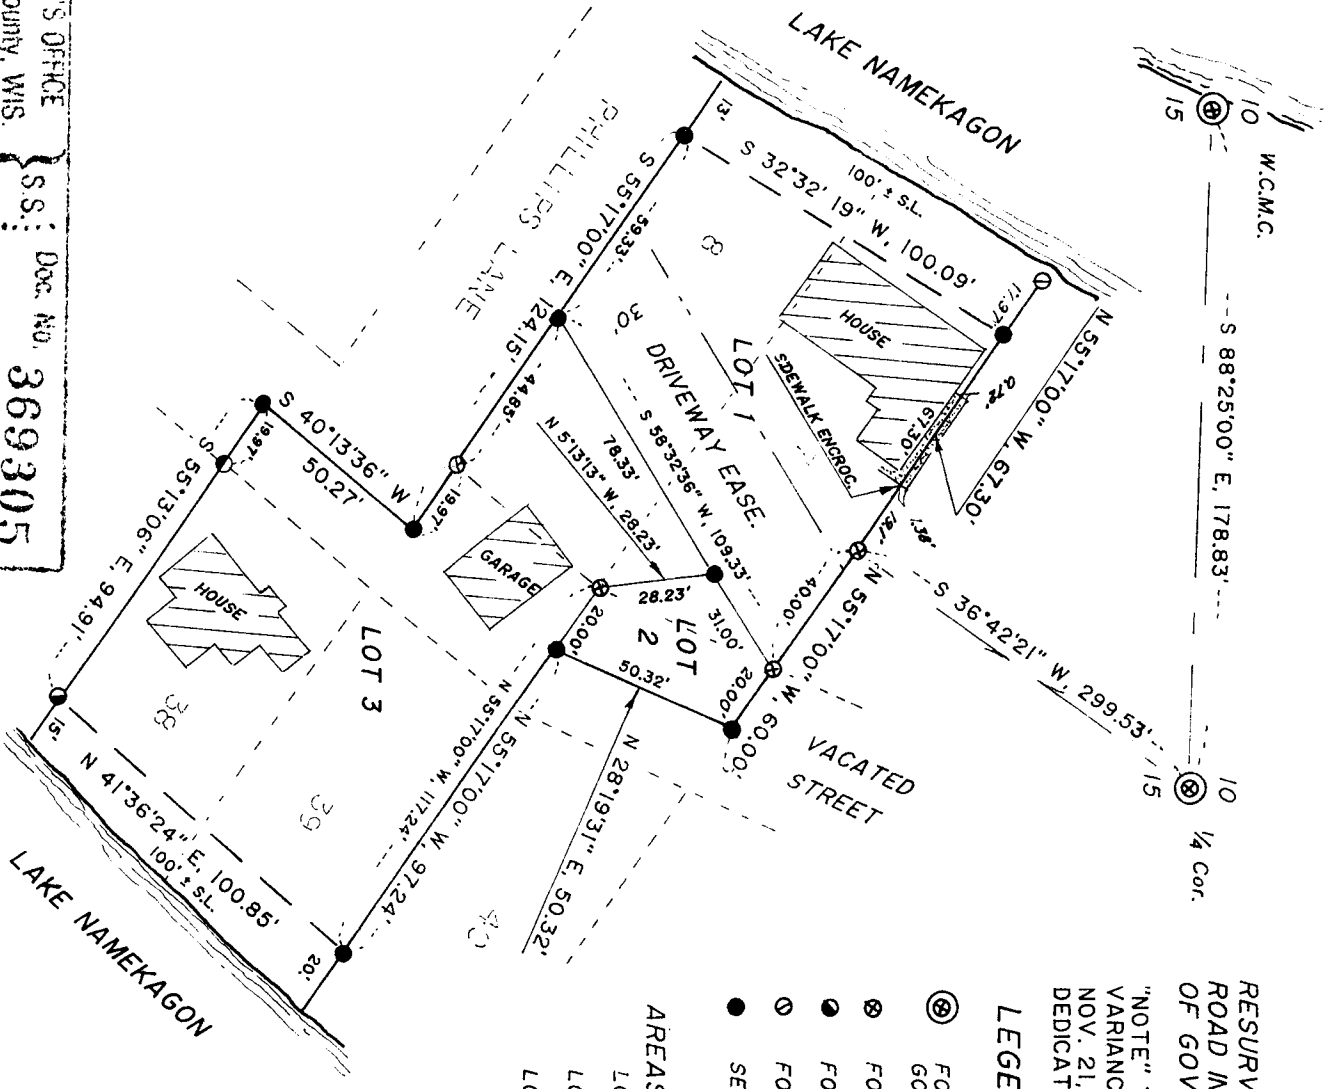 'S OFFICE
ounty, WIS.
} S.S.:
Doc. No. 369305
LAKE NAMEKAGON
10
15
W.C.M.C.
S 88°25'00" E, 178.83'
10
15
1/4 Cor.
13'
S 32°32'19" W, 100.09'
100' ± S.L.
17.97'
N 55°17'00" W, 67.30'
PHILLIPS LANE
S 55°17'00" E, 124.15'
59.33'
44.85'
19.97'
8
30'
DRIVEWAY EASE.
LOT 1
HOUSE
SIDEWALK ENCROC.
67.30'
0.72'
1.38'
19.1'
40.00'
N 55°17'00" W, 60.00'
20.00'
S 36°42'21" W, 299.53'
S 58°32'36" W, 109.33'
78.33'
31.00'
N 5°13'13" W, 28.23'
28.23'
LOT
2
20.00'
50.32'
N 28°19'31" E, 50.32'
VACATED
STREET
GARAGE
S 40°13'36" W
50.27'
19.97'
S 55°13'06" E, 94.91'
HOUSE
LOT 3
38
39
40
N 55°17'00" W, 117.24'
N 55°17'00" W, 97.24'
15'
N 41°36'24" E, 100.85'
100' ± S.L.
20'
LAKE NAMEKAGON
RESURV
ROAD IN
OF GOV
"NOTE"
VARIANC
NOV. 21,
DEDICAT
LEGE
FO
GO
FO
FO
FO
SE
AREAS
LO
LO
LO